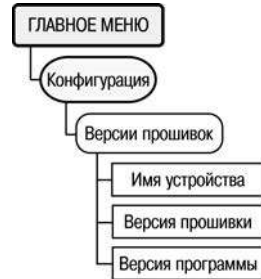 ГЛАВНОЕ МЕНЮ
Конфигурация
Версии прошивок
Имя устройства
Версия прошивки
Версия программы